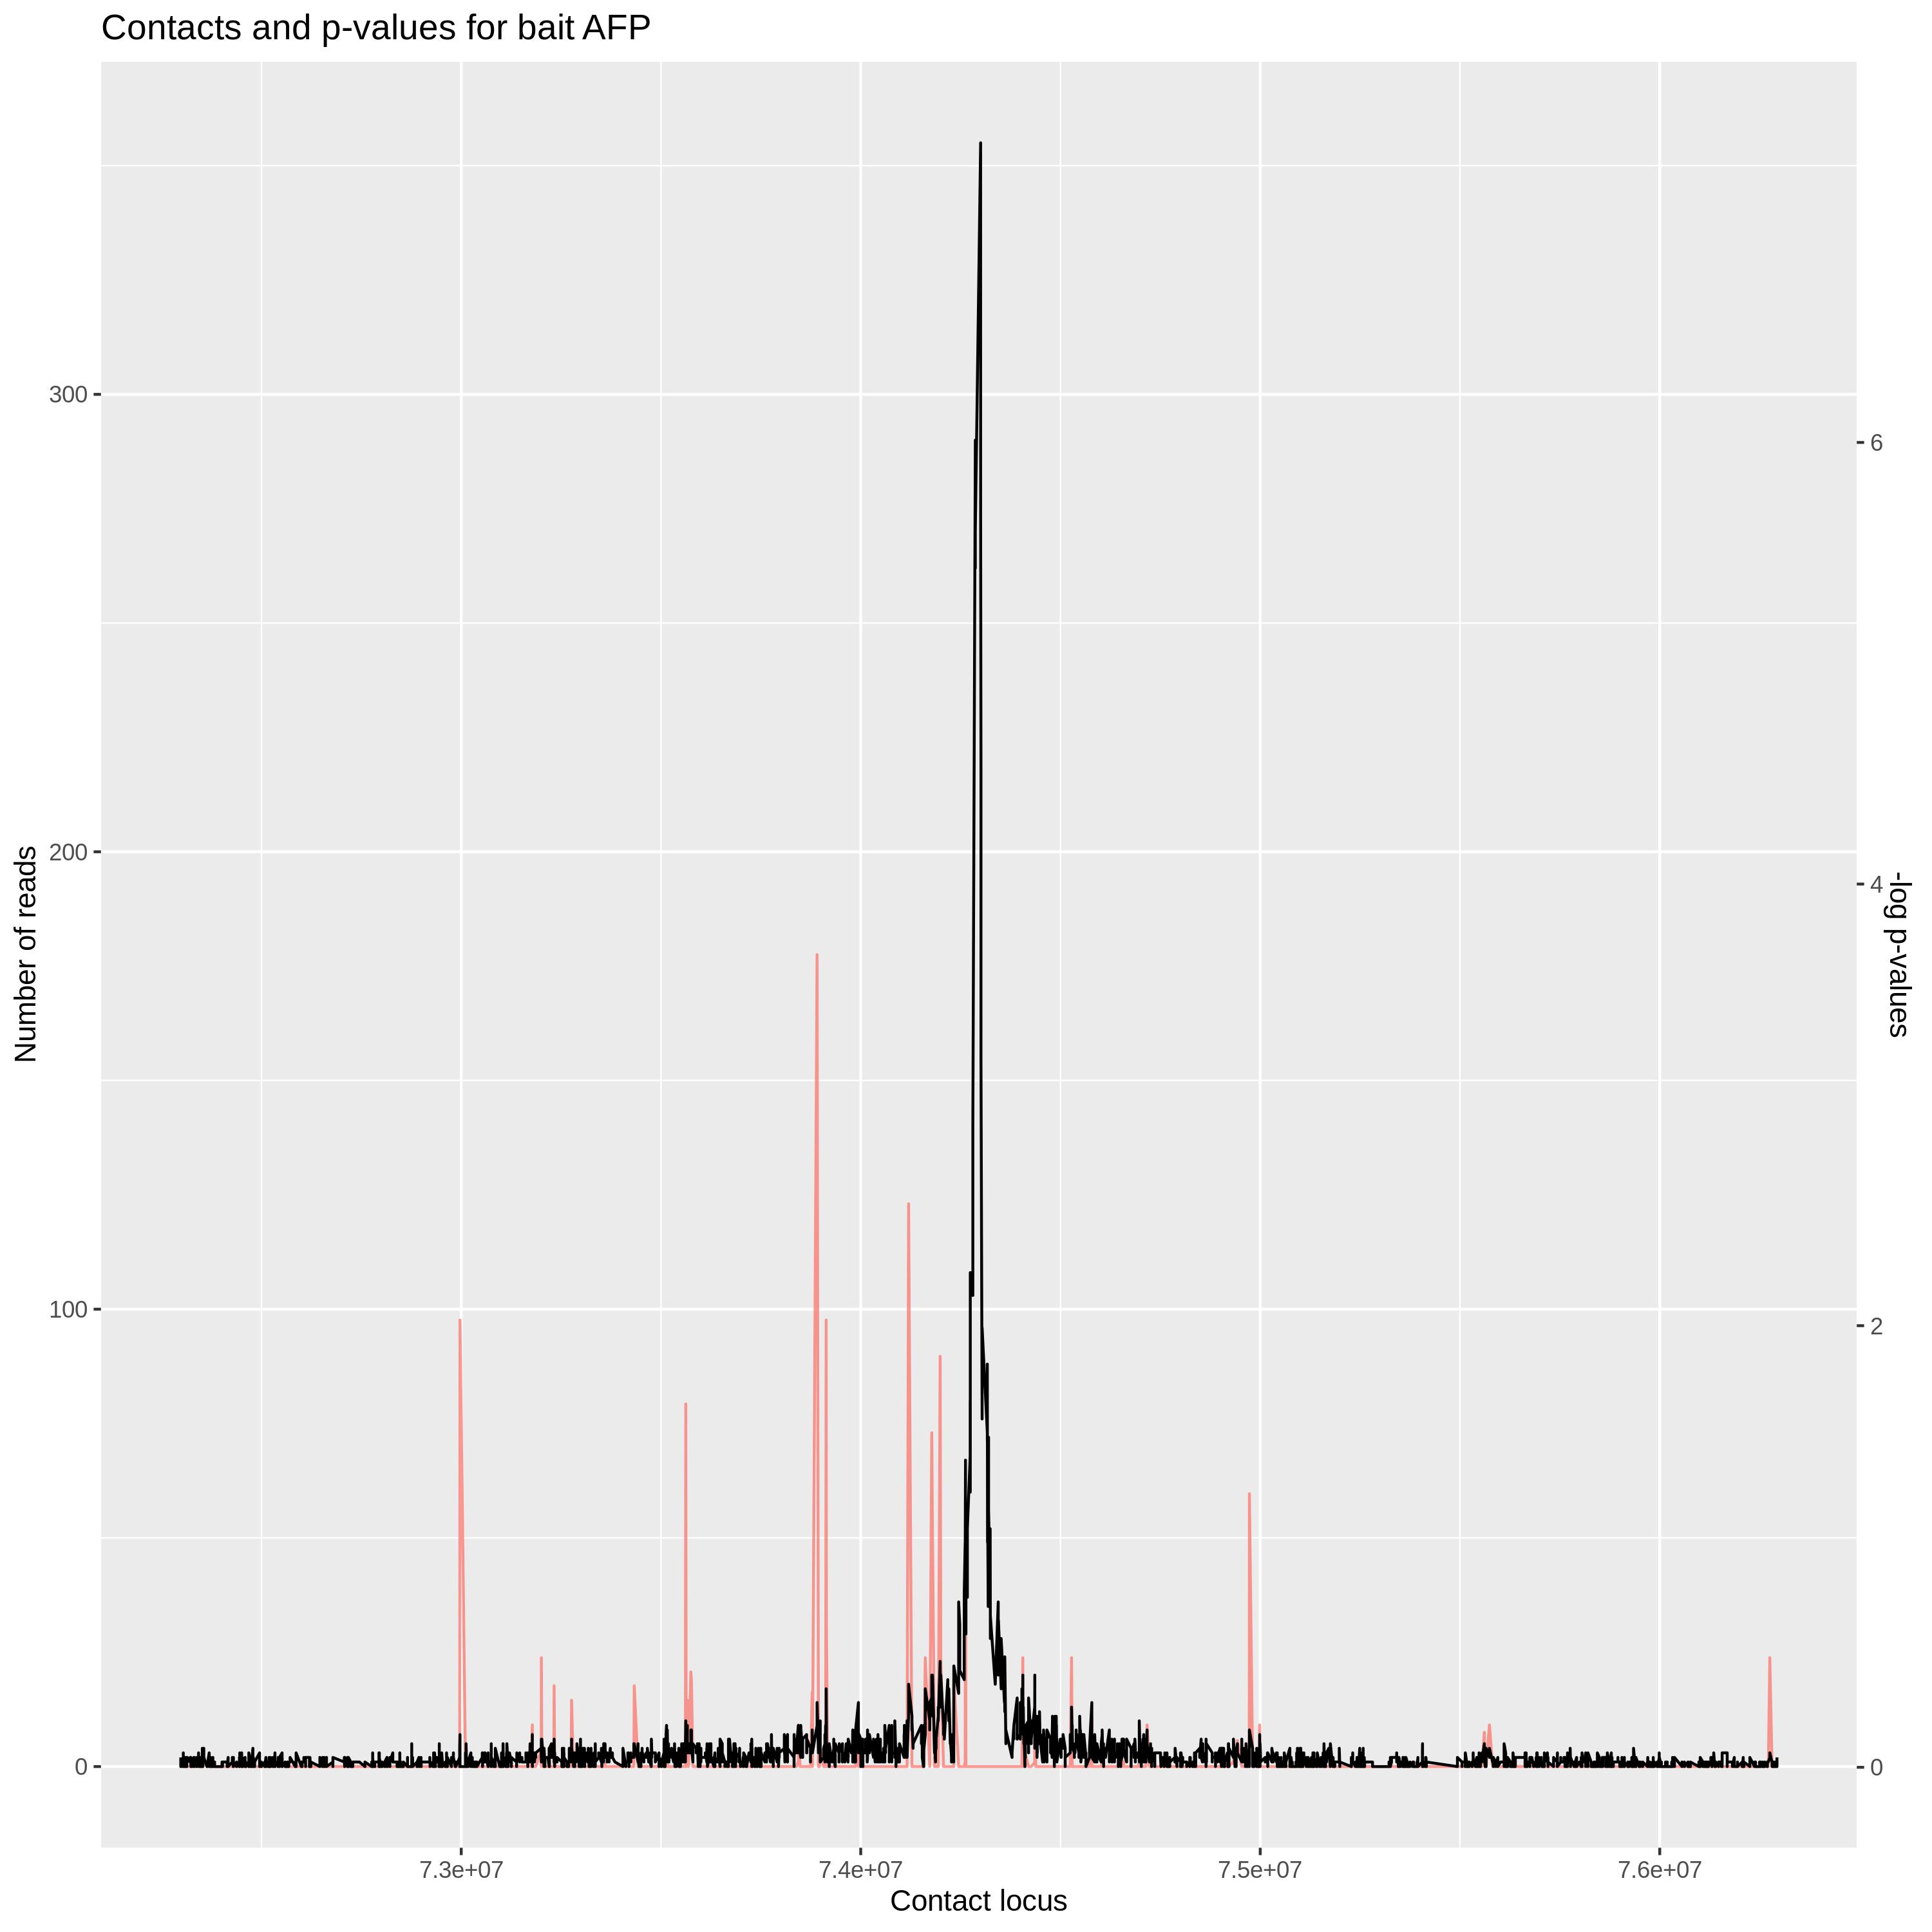 Contacts and p-values for bait AFP
Number of reads
300
200
100
0
6
4
2
0
-log p-values
7.3e+07 7.4e+07 7.5e+07 7.6e+07
Contact locus